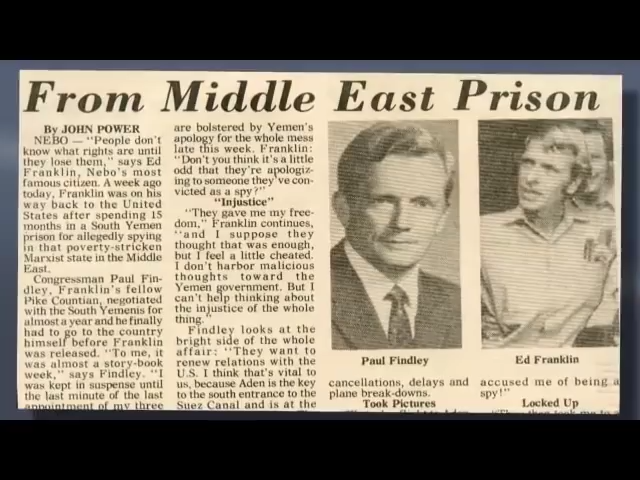 From Middle East Prison
By JOHN POWER
NEBO — "People don't
know what rights are until
they lose them," says Ed
Franklin, Nebo's most
famous citizen. A week ago
today, Franklin was on his
way back to the United
States after spending 15
months in a South Yemen
prison for allegedly spying
in that poverty-stricken
Marxist state in the Middle
East.
Congressman Paul Fin-
dley, Franklin's fellow
Pike Countian, negotiated
with the South Yemenis for
almost a year and he finally
had to go to the country
himself before Franklin
was released. "To me, it
was almost a story-book
week," says Findley. "I
was kept in suspense until
the last minute of the last
appointment of my three
are bolstered by Yemen's
apology for the whole mess
late this week. Franklin:
"Don't you think it's a little
odd that they're apologiz-
ing to someone they've con-
victed as a spy?"
"Injustice"
"They gave me my free-
dom," Franklin continues,
"and I suppose they
thought that was enough,
but I feel a little cheated.
I don't harbor malicious
thoughts toward the
Yemen government. But I
can't help thinking about
the injustice of the whole
thing."
Findley looks at the
bright side of the whole
affair: "They want to
renew relations with the
U.S. I think that's vital to
us, because Aden is the key
to the south entrance to the
Suez Canal and is at the
Paul Findley
cancellations, delays and
plane break-downs.
Took Pictures
Ed Franklin
accused me of being a
spy!"
Locked Up